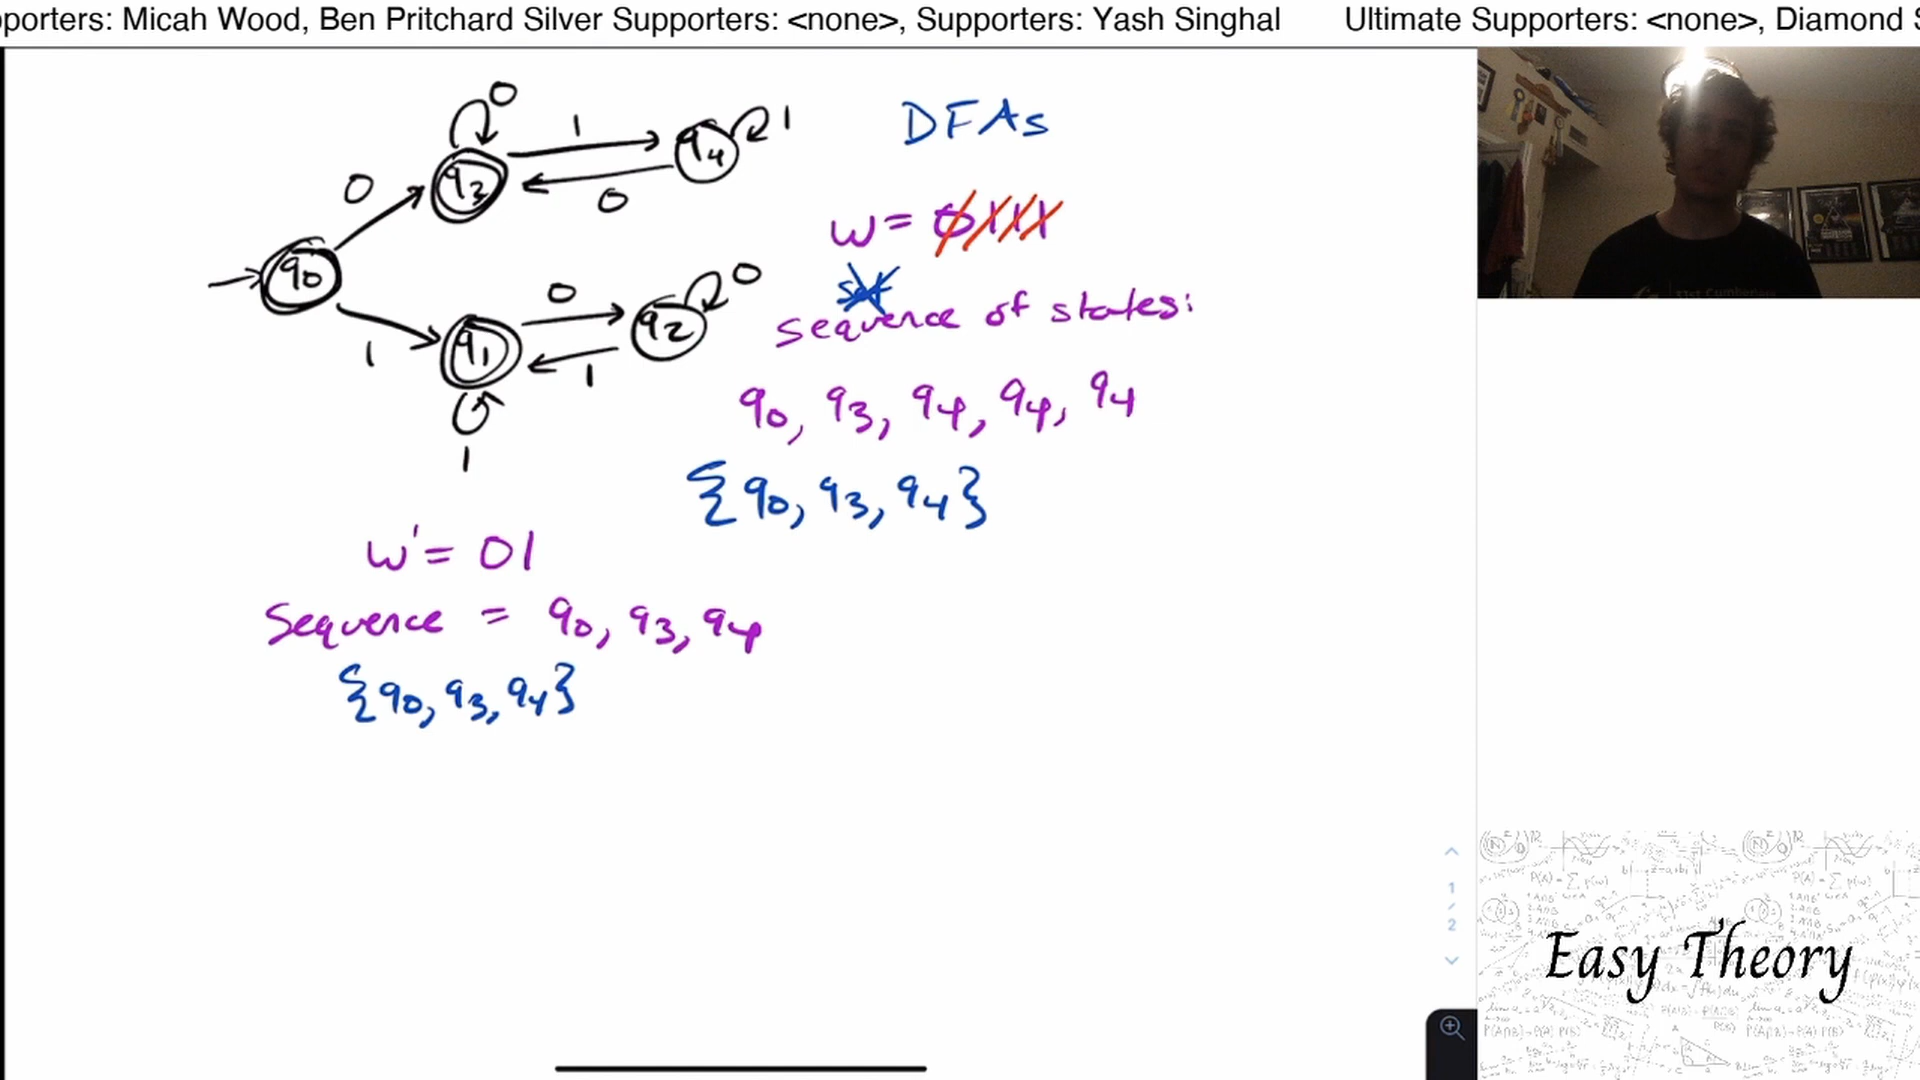 pporters: Micah Wood, Ben Pritchard Silver Supporters: <none>, Supporters: Yash Singhal Ultimate Supporters: <none>, Diamond S
DFAs
0
1
q4
1
q3
0
0
w = 0111
q0
0
0
q2
Sequence of states:
1
q1
1
q0, q3, q4, q4, q4
1
{q0, q3, q4}
w' = 01
Sequence = q0, q3, q4
{q0, q3, q4}
1
2
Easy Theory